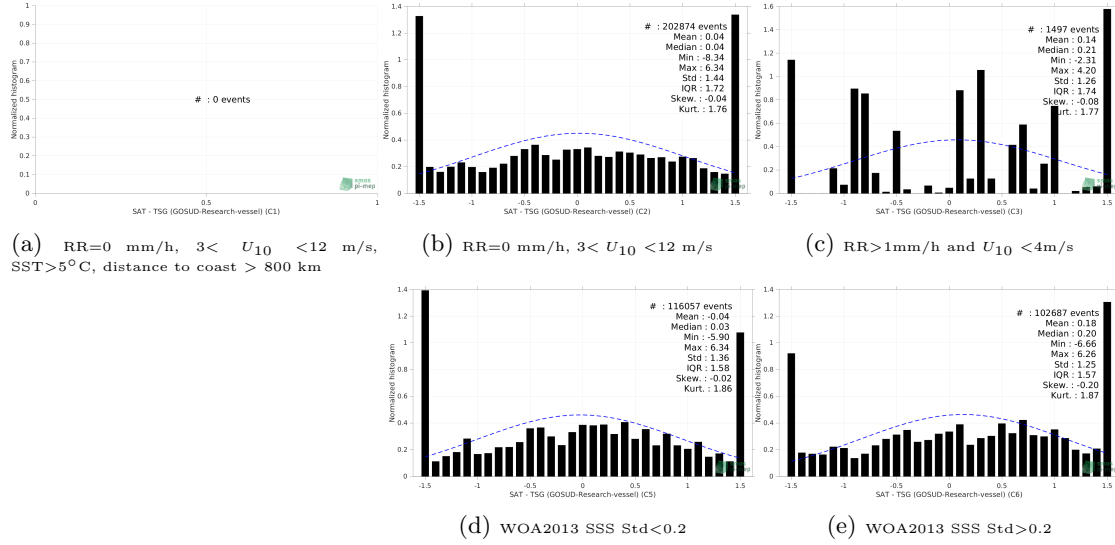 1
0.9
0.8
0.7
0.6
0.5
0.4
0.3
0.2
0.1
0
Normalized histogram
# : 0 events
smos
pi-mep
0 0.5 1
SAT - TSG (GOSUD-Research-vessel) (C1)
(a) RR=0 mm/h, 3< U10 <12 m/s,
SST>5°C, distance to coast > 800 km
1.4
1.2
1
0.8
0.6
0.4
0.2
0
Normalized histogram
# : 202874 events
Mean : 0.04
Median : 0.04
Min : -8.34
Max : 6.34
Std : 1.44
IQR : 1.72
Skew. : -0.04
Kurt. : 1.76
smos
pi-mep
-1.5 -1 -0.5 0 0.5 1 1.5
SAT - TSG (GOSUD-Research-vessel) (C2)
(b) RR=0 mm/h, 3< U10 <12 m/s
1.6
1.4
1.2
1
0.8
0.6
0.4
0.2
0
Normalized histogram
# : 1497 events
Mean : 0.14
Median : 0.21
Min : -2.31
Max : 4.20
Std : 1.26
IQR : 1.74
Skew. : -0.08
Kurt. : 1.77
smos
pi-mep
-1.5 -1 -0.5 0 0.5 1 1.5
SAT - TSG (GOSUD-Research-vessel) (C3)
(c) RR>1mm/h and U10 <4m/s
1.4
1.2
1
0.8
0.6
0.4
0.2
0
Normalized histogram
# : 116057 events
Mean : -0.04
Median : 0.03
Min : -5.90
Max : 6.34
Std : 1.36
IQR : 1.58
Skew. : -0.02
Kurt. : 1.86
smos
pi-mep
-1.5 -1 -0.5 0 0.5 1 1.5
SAT - TSG (GOSUD-Research-vessel) (C5)
(d) WOA2013 SSS Std<0.2
1.4
1.2
1
0.8
0.6
0.4
0.2
0
Normalized histogram
# : 102687 events
Mean : 0.18
Median : 0.20
Min : -6.66
Max : 6.26
Std : 1.25
IQR : 1.57
Skew. : -0.20
Kurt. : 1.87
smos
pi-mep
-1.5 -1 -0.5 0 0.5 1 1.5
SAT - TSG (GOSUD-Research-vessel) (C6)
(e) WOA2013 SSS Std>0.2